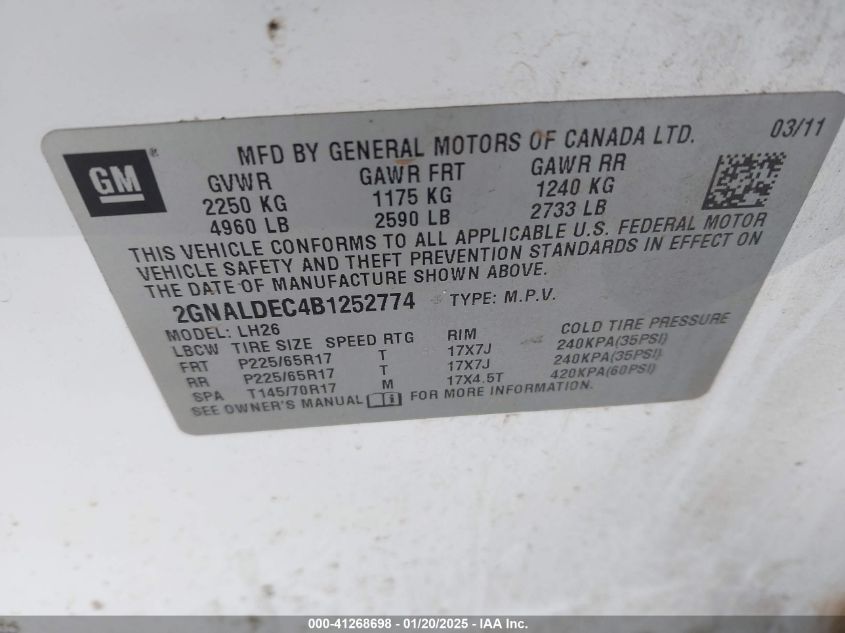 GM ®
MFD BY GENERAL MOTORS OF CANADA LTD. 03/11
GVWR GAWR FRT GAWR RR
2250 KG 1175 KG 1240 KG
4960 LB 2590 LB 2733 LB
THIS VEHICLE CONFORMS TO ALL APPLICABLE U.S. FEDERAL MOTOR
VEHICLE SAFETY AND THEFT PREVENTION STANDARDS IN EFFECT ON
THE DATE OF MANUFACTURE SHOWN ABOVE.
2GNALDEC4B1252774 TYPE: M.P.V.
MODEL: LH26
LBCW TIRE SIZE SPEED RTG RIM COLD TIRE PRESSURE
FRT P225/65R17 T 17X7J 240KPA(35PSI)
RR P225/65R17 T 17X7J 240KPA(35PSI)
SPA T145/70R17 M 17X4.5T 420KPA(60PSI)
SEE OWNER'S MANUAL FOR MORE INFORMATION.
000-41268698 - 01/20/2025 - IAA Inc.